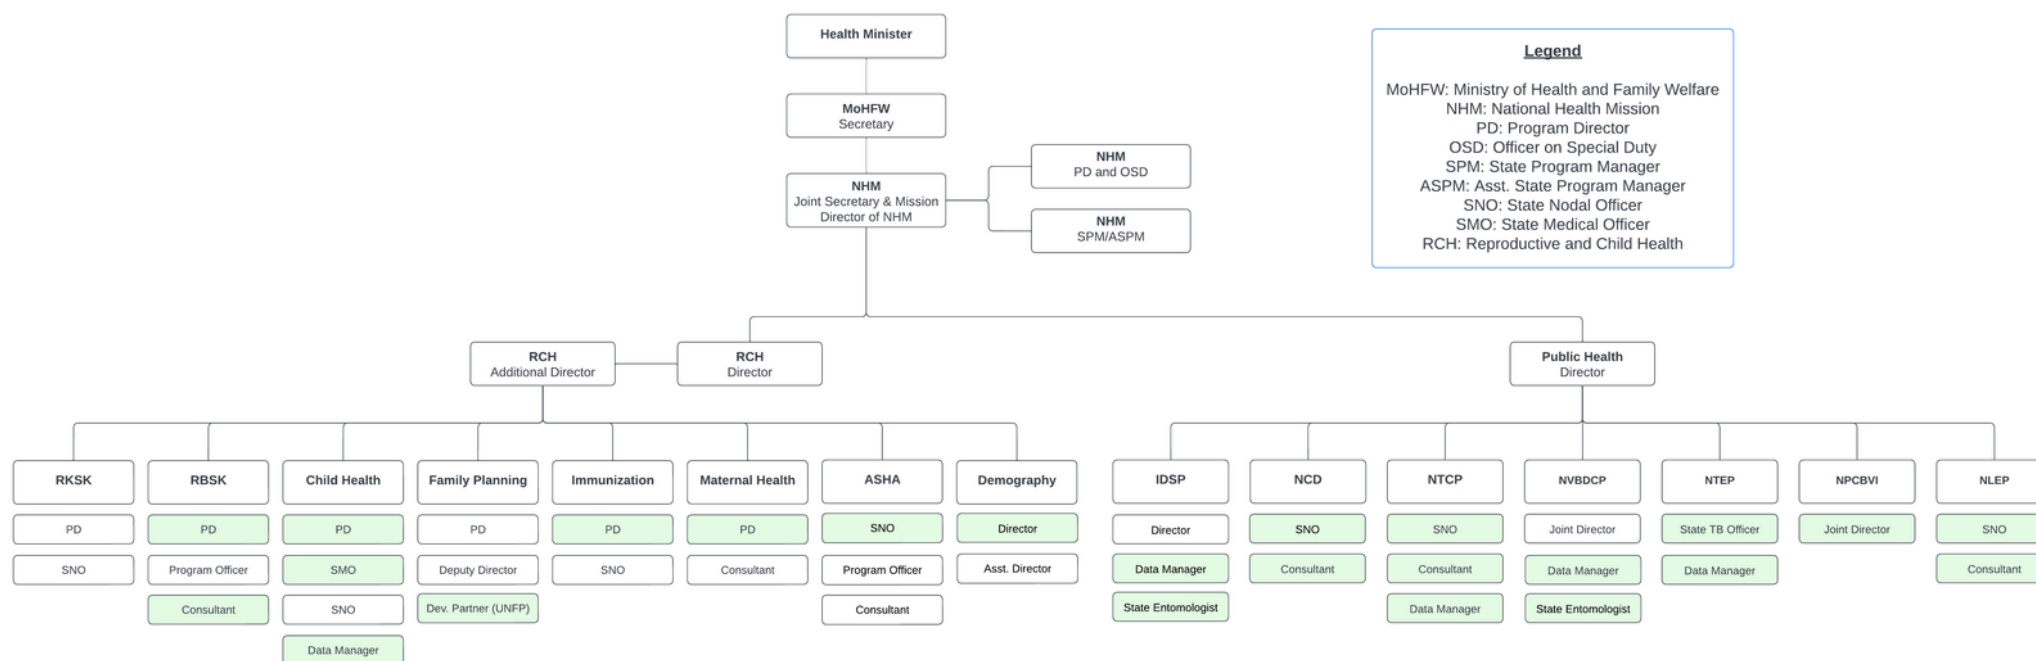 Health Minister
MoHFW
Secretary
NHM
Joint Secretary & Mission
Director of NHM
NHM
PD and OSD
NHM
SPM/ASPM
Legend
MoHFW: Ministry of Health and Family Welfare
NHM: National Health Mission
PD: Program Director
OSD: Officer on Special Duty
SPM: State Program Manager
ASPM: Asst. State Program Manager
SNO: State Nodal Officer
SMO: State Medical Officer
RCH: Reproductive and Child Health
RCH
Additional Director
RCH
Director
Public Health
Director
RKSK
PD
SNO
RBSK
PD
Program Officer
Consultant
Child Health
PD
SMO
SNO
Data Manager
Family Planning
PD
Deputy Director
Dev. Partner (UNFP)
Immunization
PD
SNO
Maternal Health
PD
Consultant
ASHA
SNO
Program Officer
Consultant
Demography
Director
Asst. Director
IDSP
Director
Data Manager
State Entomologist
NCD
SNO
Consultant
NTCP
SNO
Consultant
Data Manager
NVBDCP
Joint Director
Data Manager
State Entomologist
NTEP
State TB Officer
Data Manager
NPCBVI
Joint Director
NLEP
SNO
Consultant